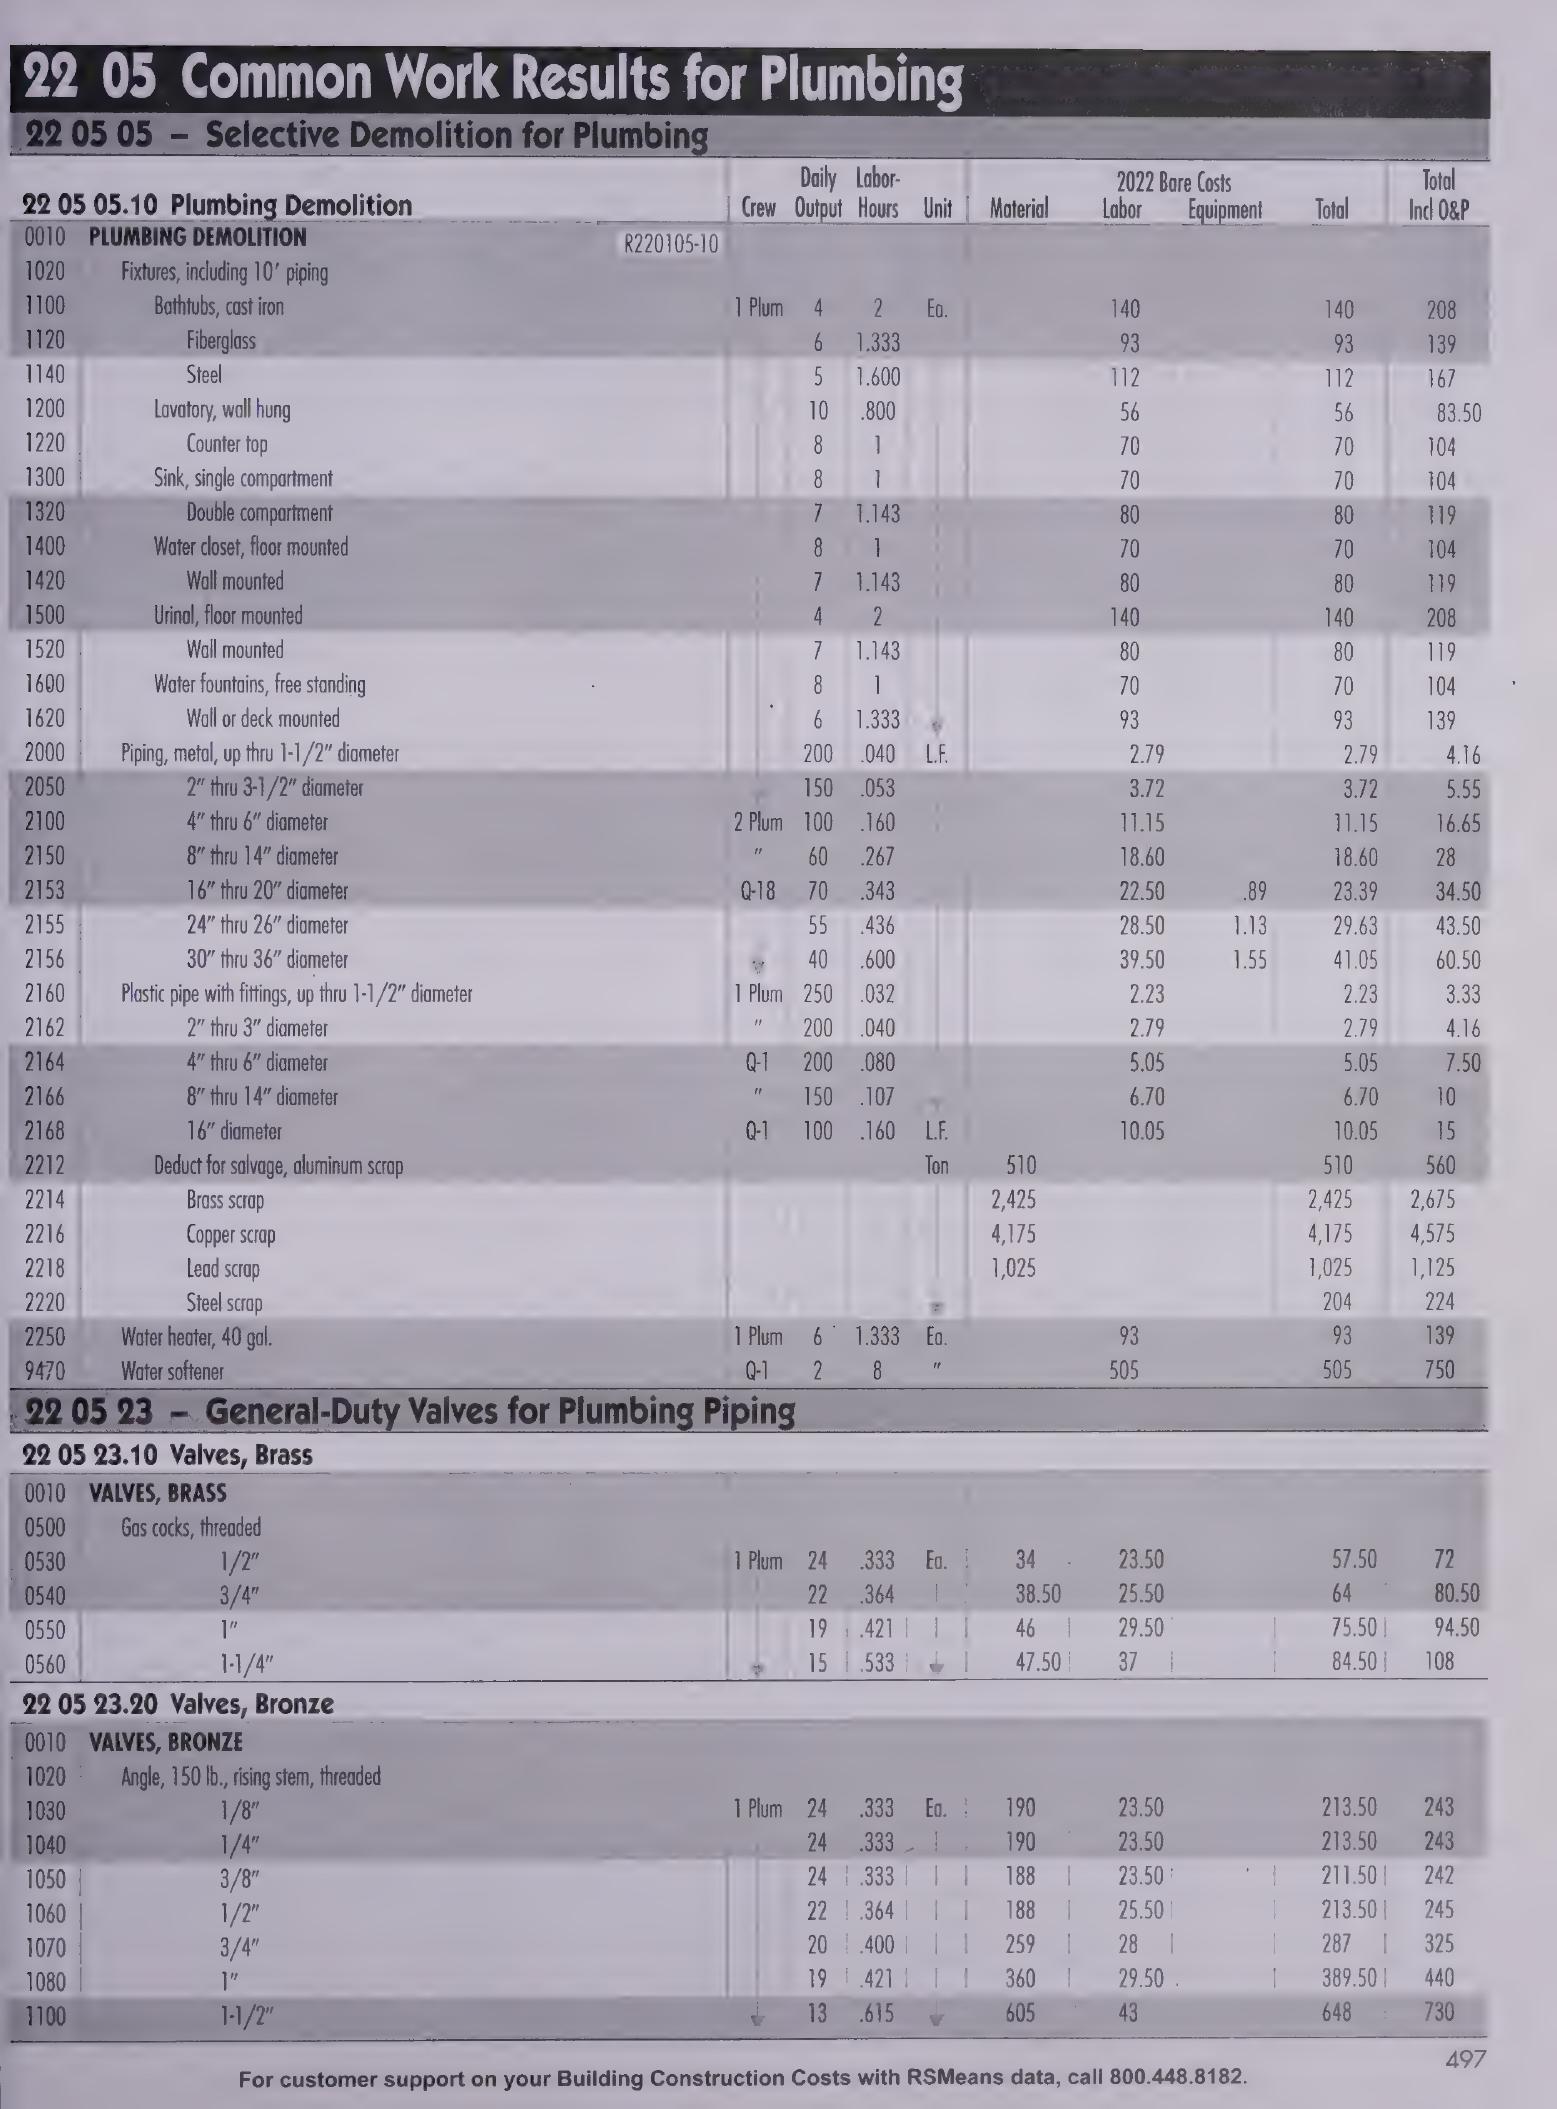 22 05 Common Work Results for Plumbing
22 05 05 – Selective Demolition for Plumbing
Daily Labor- 2022 Bare Costs Total
22 05 05.10 Plumbing Demolition Crew Output Hours Unit Material Labor Equipment Total Incl O&P
0010 PLUMBING DEMOLITION R220105-10
1020 Fixtures, including 10' piping
1100 Bathtubs, cast iron 1 Plum 4 2 Ea. 140 140 208
1120 Fiberglass 6 1.333 93 93 139
1140 Steel 5 1.600 112 112 167
1200 Lavatory, wall hung 10 .800 56 56 83.50
1220 Counter top 8 1 70 70 104
1300 Sink, single compartment 8 1 70 70 104
1320 Double compartment 7 1.143 80 80 119
1400 Water closet, floor mounted 8 1 70 70 104
1420 Wall mounted 7 1.143 80 80 119
1500 Urinal, floor mounted 4 2 140 140 208
1520 Wall mounted 7 1.143 80 80 119
1600 Water fountains, free standing 8 1 70 70 104
1620 Wall or deck mounted 6 1.333 93 93 139
2000 Piping, metal, up thru 1-1/2" diameter 200 .040 L.F. 2.79 2.79 4.16
2050 2" thru 3-1/2" diameter 150 .053 3.72 3.72 5.55
2100 4" thru 6" diameter 2 Plum 100 .160 11.15 11.15 16.65
2150 8" thru 14" diameter " 60 .267 18.60 18.60 28
2153 16" thru 20" diameter Q-18 70 .343 22.50 .89 23.39 34.50
2155 24" thru 26" diameter 55 .436 28.50 1.13 29.63 43.50
2156 30" thru 36" diameter 40 .600 39.50 1.55 41.05 60.50
2160 Plastic pipe with fittings, up thru 1-1/2" diameter 1 Plum 250 .032 2.23 2.23 3.33
2162 2" thru 3" diameter " 200 .040 2.79 2.79 4.16
2164 4" thru 6" diameter Q-1 200 .080 5.05 5.05 7.50
2166 8" thru 14" diameter " 150 .107 6.70 6.70 10
2168 16" diameter Q-1 100 .160 L.F. 10.05 10.05 15
2212 Deduct for salvage, aluminum scrap Ton 510 510 560
2214 Brass scrap 2,425 2,425 2,675
2216 Copper scrap 4,175 4,175 4,575
2218 Lead scrap 1,025 1,025 1,125
2220 Steel scrap 204 224
2250 Water heater, 40 gal. 1 Plum 6 1.333 Ea. 93 93 139
9470 Water softener Q-1 2 8 " 505 505 750
22 05 23 – General-Duty Valves for Plumbing Piping
22 05 23.10 Valves, Brass
0010 VALVES, BRASS
0500 Gas cocks, threaded
0530 1/2" 1 Plum 24 .333 Ea. 34 23.50 57.50 72
0540 3/4" 22 .364 38.50 25.50 64 80.50
0550 1" 19 .421 46 29.50 75.50 94.50
0560 1-1/4" 15 .533 47.50 37 84.50 108
22 05 23.20 Valves, Bronze
0010 VALVES, BRONZE
1020 Angle, 150 lb., rising stem, threaded
1030 1/8" 1 Plum 24 .333 Ea. 190 23.50 213.50 243
1040 1/4" 24 .333 190 23.50 213.50 243
1050 3/8" 24 .333 188 23.50 211.50 242
1060 1/2" 22 .364 188 25.50 213.50 245
1070 3/4" 20 .400 259 28 287 325
1080 1" 19 .421 360 29.50 389.50 440
1100 1-1/2" 13 .615 605 43 648 730
497
For customer support on your Building Construction Costs with RSMeans data, call 800.448.8182.